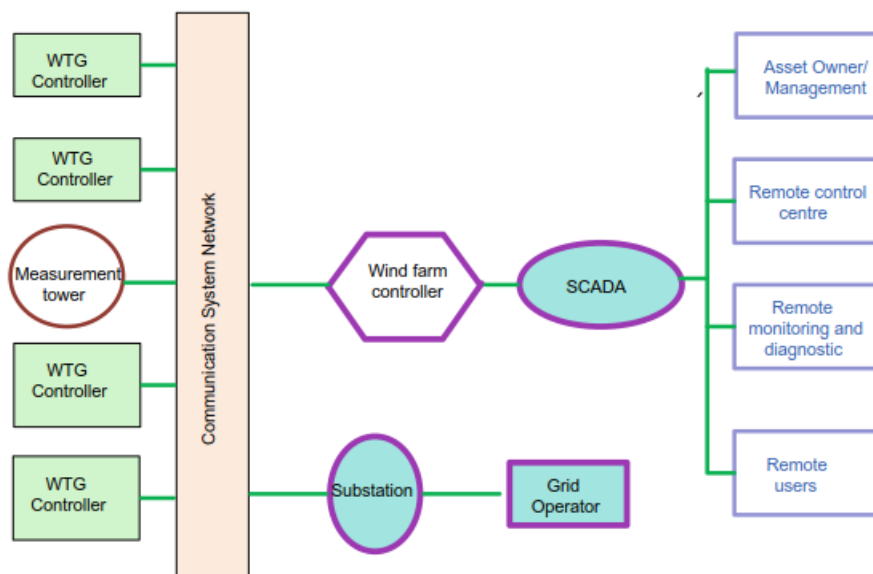 WTG
Controller
WTG
Controller
Measurement
tower
WTG
Controller
WTG
Controller
Communication System Network
Wind farm
controller
SCADA
Substation
Grid
Operator
Asset Owner/
Management
Remote control
centre
Remote
monitoring and
diagnostic
Remote
users